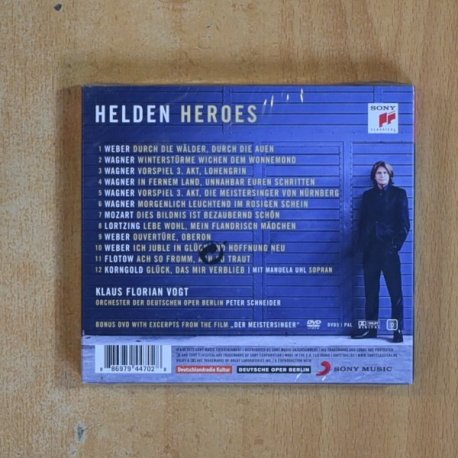 HELDEN HEROES
SONY
CLASSICAL
1 WEBER DURCH DIE WÄLDER, DURCH DIE AUEN
2 WAGNER WINTERSTÜRME WICHEN DEM WONNEMOND
3 WAGNER VORSPIEL 3. AKT, LOHENGRIN
4 WAGNER IN FERNEM LAND, UNNAHBAR EUREN SCHRITTEN
5 WAGNER VORSPIEL 3. AKT, DIE MEISTERSINGER VON NÜRNBERG
6 WAGNER MORGENLICH LEUCHTEND IM ROSIGEN SCHEIN
7 MOZART DIES BILDNIS IST BEZAUBERND SCHÖN
8 LORTZING LEBE WOHL, MEIN FLANDRISCH MÄDCHEN
9 WEBER OUVERTÜRE, OBERON
10 WEBER ICH JUBLE IN GLÜCK HOFFNUNG NEU
11 FLOTOW ACH SO FROMM, TRAUT
12 KORNGOLD GLÜCK, DAS MIR VERBLIEB | MIT MANUELA UHL SOPRAN
KLAUS FLORIAN VOGT
ORCHESTER DER DEUTSCHEN OPER BERLIN PETER SCHNEIDER
BONUS DVD WITH EXCERPTS FROM THE FILM „DER MEISTERSINGER"
DVD5 | PAL
8 86979 44702
Deutschlandradio Kultur
DEUTSCHE OPER BERLIN
SONY MUSIC